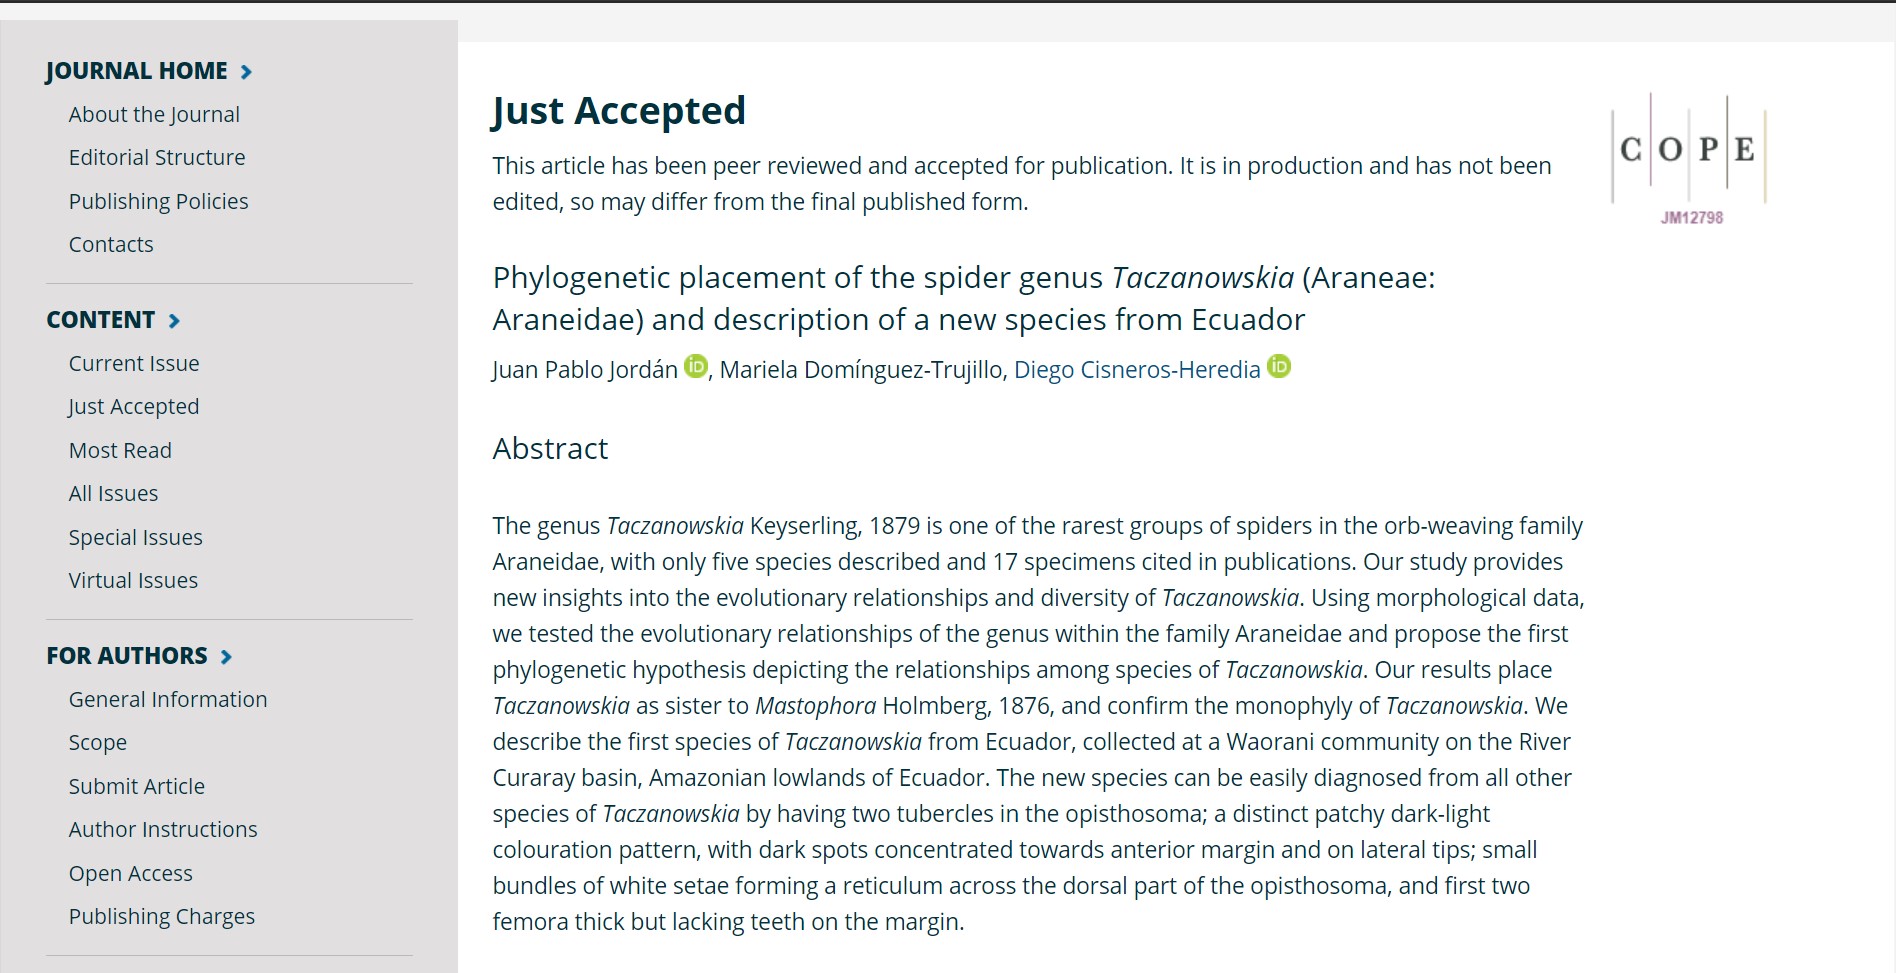 JOURNAL HOME
About the Journal
Editorial Structure
Publishing Policies
Contacts
CONTENT
Current Issue
Just Accepted
Most Read
All Issues
Special Issues
Virtual Issues
FOR AUTHORS
General Information
Scope
Submit Article
Author Instructions
Open Access
Publishing Charges
Just Accepted
This article has been peer reviewed and accepted for publication. It is in production and has not been
edited, so may differ from the final published form.
COPE
JM12798
Phylogenetic placement of the spider genus Taczanowskia (Araneae:
Araneidae) and description of a new species from Ecuador
Juan Pablo Jordán iD, Mariela Domínguez-Trujillo, Diego Cisneros-Heredia iD
Abstract
The genus Taczanowskia Keyserling, 1879 is one of the rarest groups of spiders in the orb-weaving family
Araneidae, with only five species described and 17 specimens cited in publications. Our study provides
new insights into the evolutionary relationships and diversity of Taczanowskia. Using morphological data,
we tested the evolutionary relationships of the genus within the family Araneidae and propose the first
phylogenetic hypothesis depicting the relationships among species of Taczanowskia. Our results place
Taczanowskia as sister to Mastophora Holmberg, 1876, and confirm the monophyly of Taczanowskia. We
describe the first species of Taczanowskia from Ecuador, collected at a Waorani community on the River
Curaray basin, Amazonian lowlands of Ecuador. The new species can be easily diagnosed from all other
species of Taczanowskia by having two tubercles in the opisthosoma; a distinct patchy dark-light
colouration pattern, with dark spots concentrated towards anterior margin and on lateral tips; small
bundles of white setae forming a reticulum across the dorsal part of the opisthosoma, and first two
femora thick but lacking teeth on the margin.